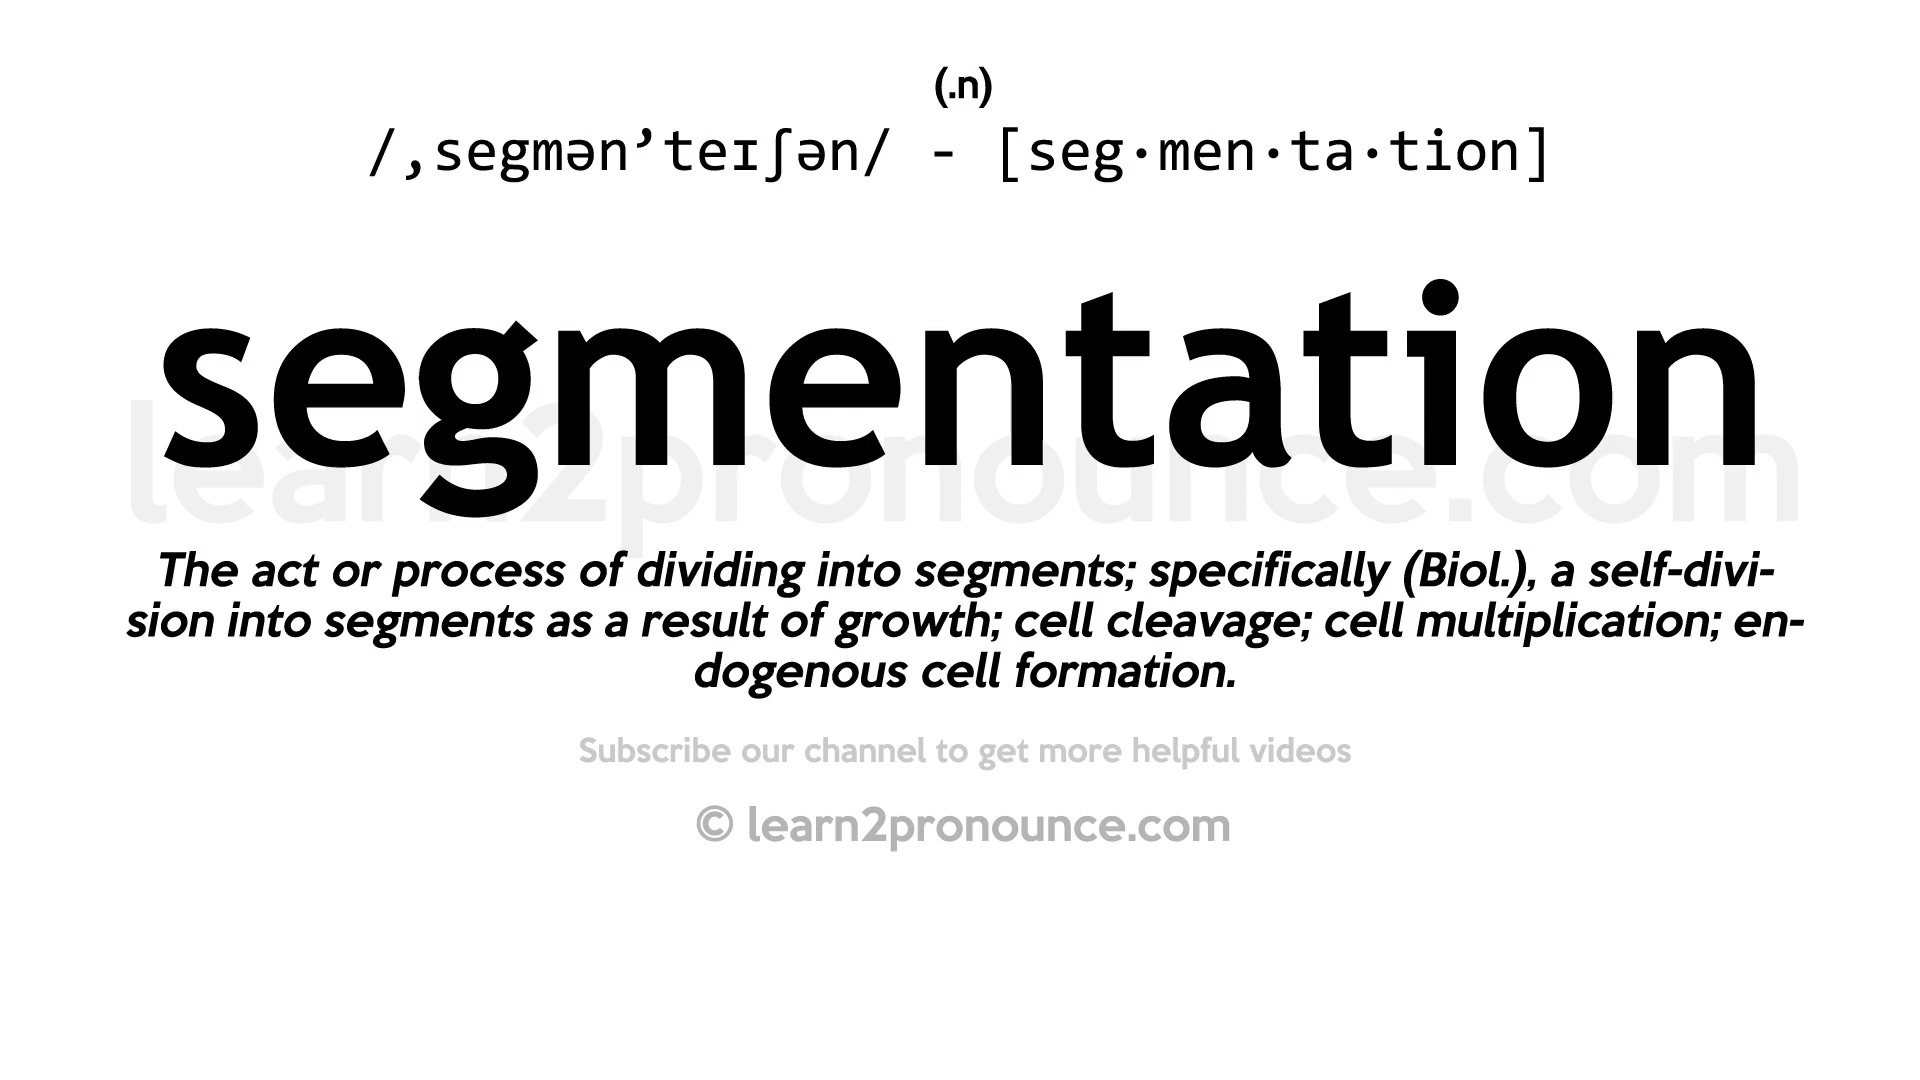 (.n)
/,segmən’teɪʃən/ - [seg·men·ta·tion]
segmentation
learn2pronounce.com
The act or process of dividing into segments; specifically (Biol.), a self-divi-
sion into segments as a result of growth; cell cleavage; cell multiplication; en-
dogenous cell formation.
Subscribe our channel to get more helpful videos
© learn2pronounce.com